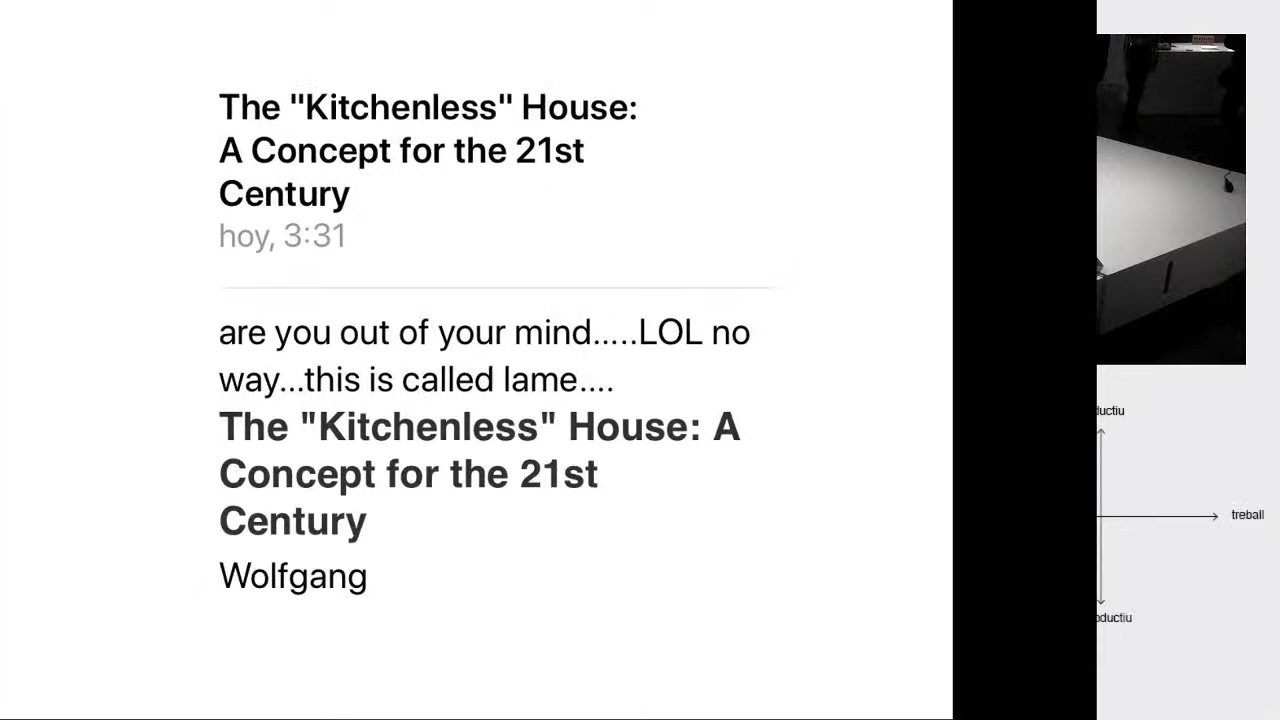 The "Kitchenless" House:
A Concept for the 21st
Century
hoy, 3:31
are you out of your mind.....LOL no
way...this is called lame....
The "Kitchenless" House: A
Concept for the 21st
Century
Wolfgang
treball